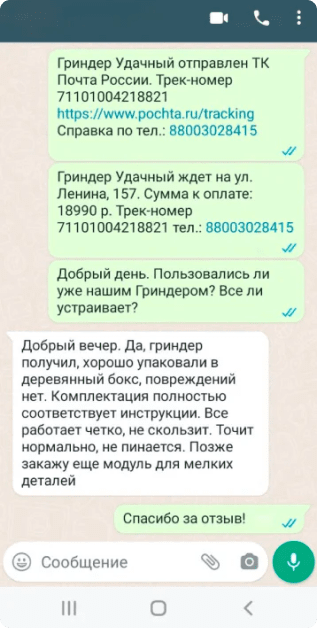 Гриндер Удачный отправлен ТК
Почта России. Трек-номер
71101004218821
https://www.pochta.ru/tracking
Справка по тел.: 88003028415
Гриндер Удачный ждет на ул.
Ленина, 157. Сумма к оплате:
18990 р. Трек-номер
71101004218821 тел.: 88003028415
Добрый день. Пользовались ли
уже нашим Гриндером? Все ли
устраивает?
Добрый вечер. Да, гриндер
получил, хорошо упаковали в
деревянный бокс, повреждений
нет. Комплектация полностью
соответствует инструкции. Все
работает четко, не скользит. Точит
нормально, не пинается. Позже
закажу еще модуль для мелких
деталей
Спасибо за отзыв!
Сообщение